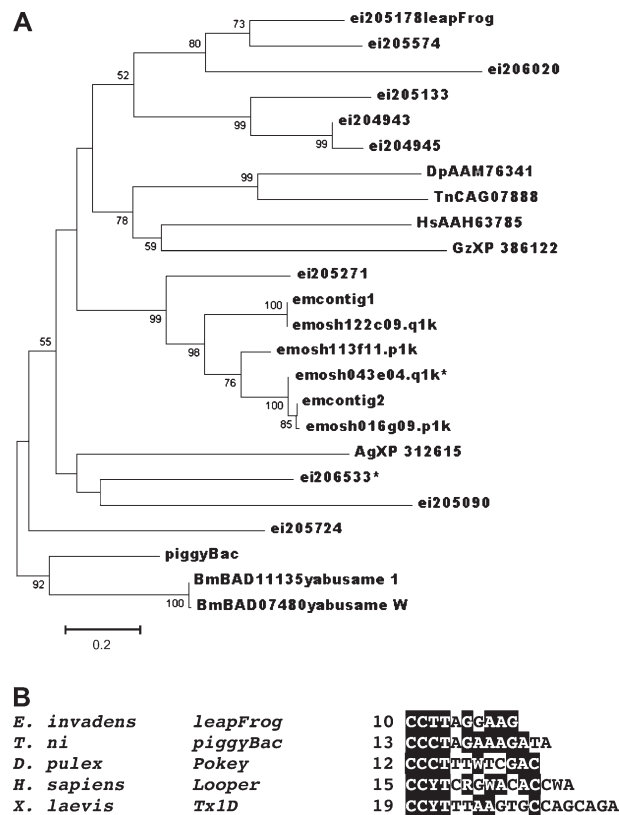 A
73
ei205178leapFrog
ei205574
80
ei206020
52
ei205133
99
ei204943
99
ei204945
DpAAM76341
99
TnCAG07888
78
HsAAH63785
59
GzXP 386122
ei205271
99
emcontig1
100
emosh122c09.q1k
98
emosh113f11.p1k
55
76
emosh043e04.q1k*
100
emcontig2
85
emosh016g09.p1k
AgXP 312615
ei206533*
ei205090
ei205724
piggyBac
92
BmBAD11135yabusame 1
100
BmBAD07480yabusame W
0.2
B
E. invadens leapFrog 10 CCTTAGGAAG
T. ni piggyBac 13 CCCTAGAAAGATA
D. pulex Pokey 12 CCCTTTWTCGAC
H. sapiens Looper 15 CCYTCRGWACACCWA
X. laevis Tx1D 19 CCYTTTAAGTGCCAGCAGA